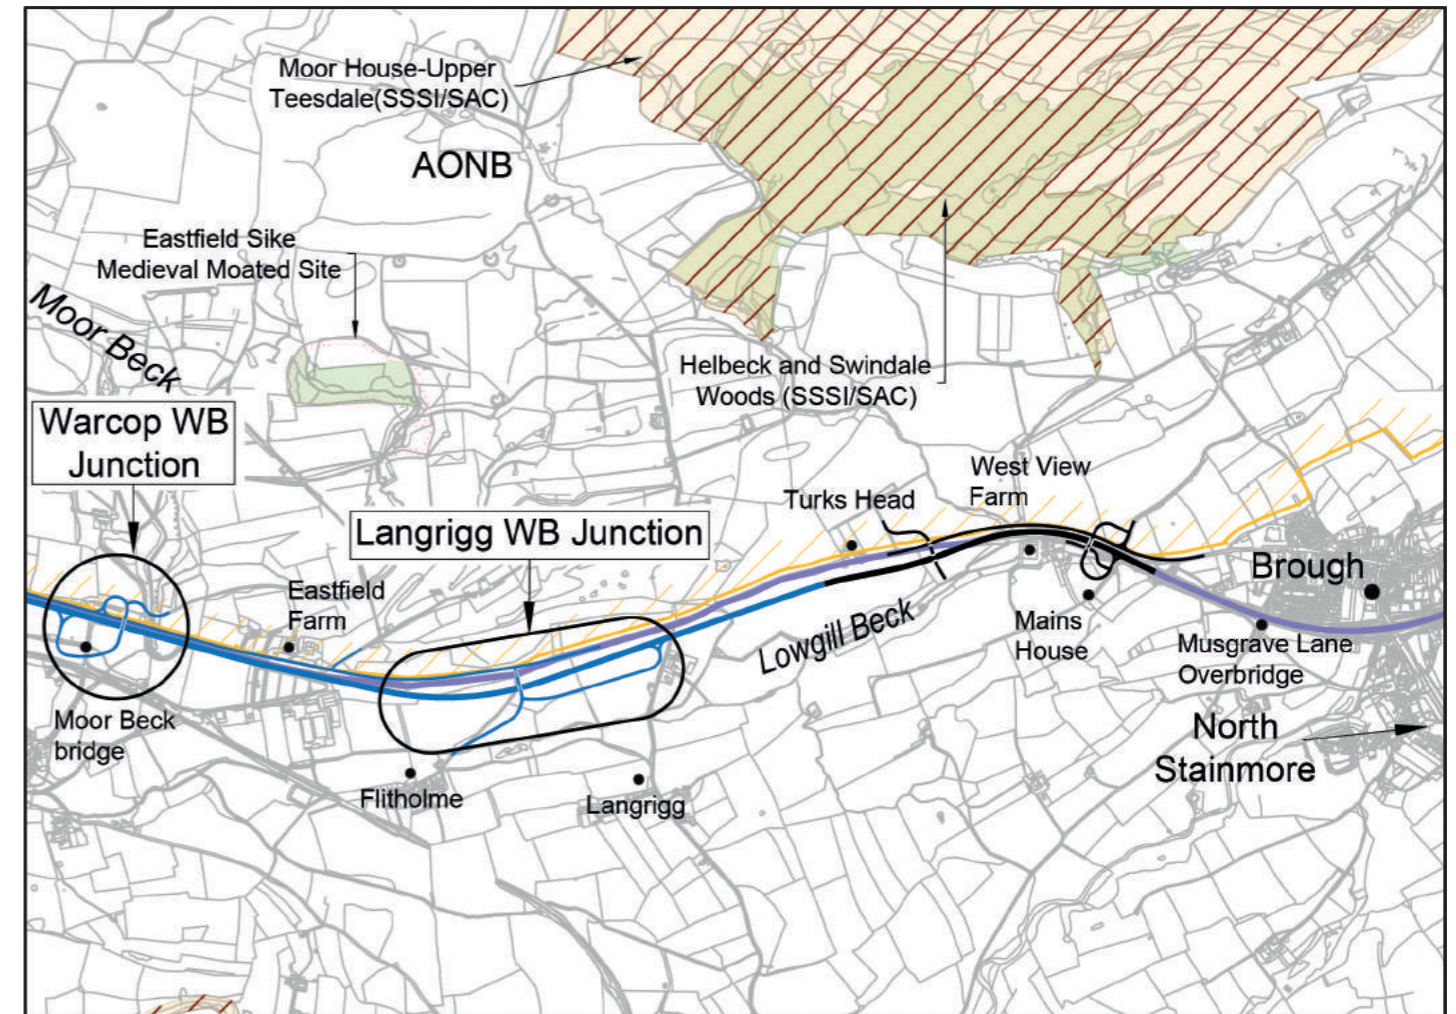 Moor House-Upper
Teesdale(SSSI/SAC)
AONB
Eastfield Sike
Medieval Moated Site
Moor Beck
Warcop WB
Junction
Helbeck and Swindale
Woods (SSSI/SAC)
West View
Farm
Turks Head
Langrigg WB Junction
Eastfield
Farm
Brough
Lowgill Beck
Mains
House
Musgrave Lane
Overbridge
Moor Beck
bridge
North
Stainmore
Flitholme
Langrigg